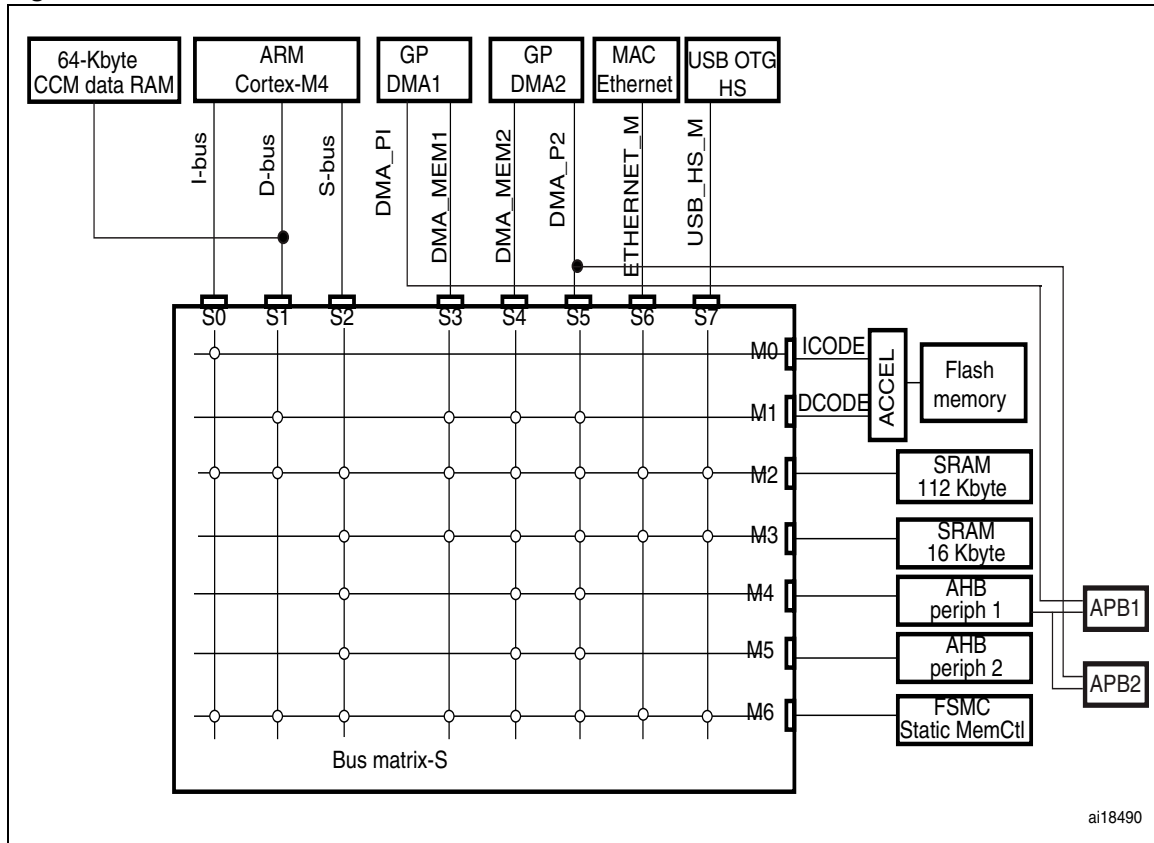 64-Kbyte
CCM data RAM
ARM
Cortex-M4
GP
DMA1
GP
DMA2
MAC
Ethernet
USB OTG
HS
I-bus
D-bus
S-bus
DMA_PI
DMA_MEM1
DMA_MEM2
DMA_P2
ETHERNET_M
USB_HS_M
S0 S1 S2 S3 S4 S5 S6 S7
M0
ICODE
M1
DCODE
ACCEL
Flash
memory
M2
SRAM
112 Kbyte
M3
SRAM
16 Kbyte
M4
AHB
periph 1
APB1
M5
AHB
periph 2
APB2
M6
FSMC
Static MemCtl
Bus matrix-S
ai18490